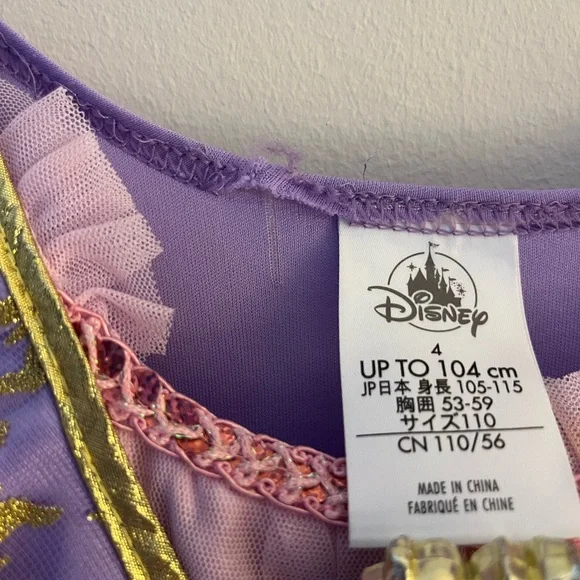 Disney
4
UP TO 104 cm
JP日本 身長 105-115
胸囲 53-59
サイズ110
CN 110/56
MADE IN CHINA
FABRIQUÉ EN CHINE